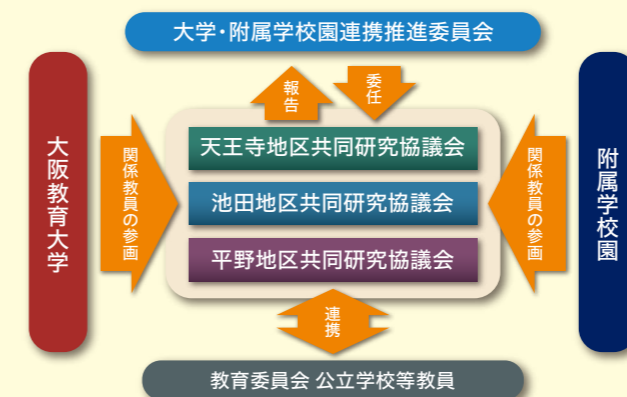 大学・附属学校園連携推進委員会
報告
委任
大阪教育大学
関係教員の参画
天王寺地区共同研究協議会
池田地区共同研究協議会
平野地区共同研究協議会
関係教員の参画
附属学校園
連携
教育委員会 公立学校等教員